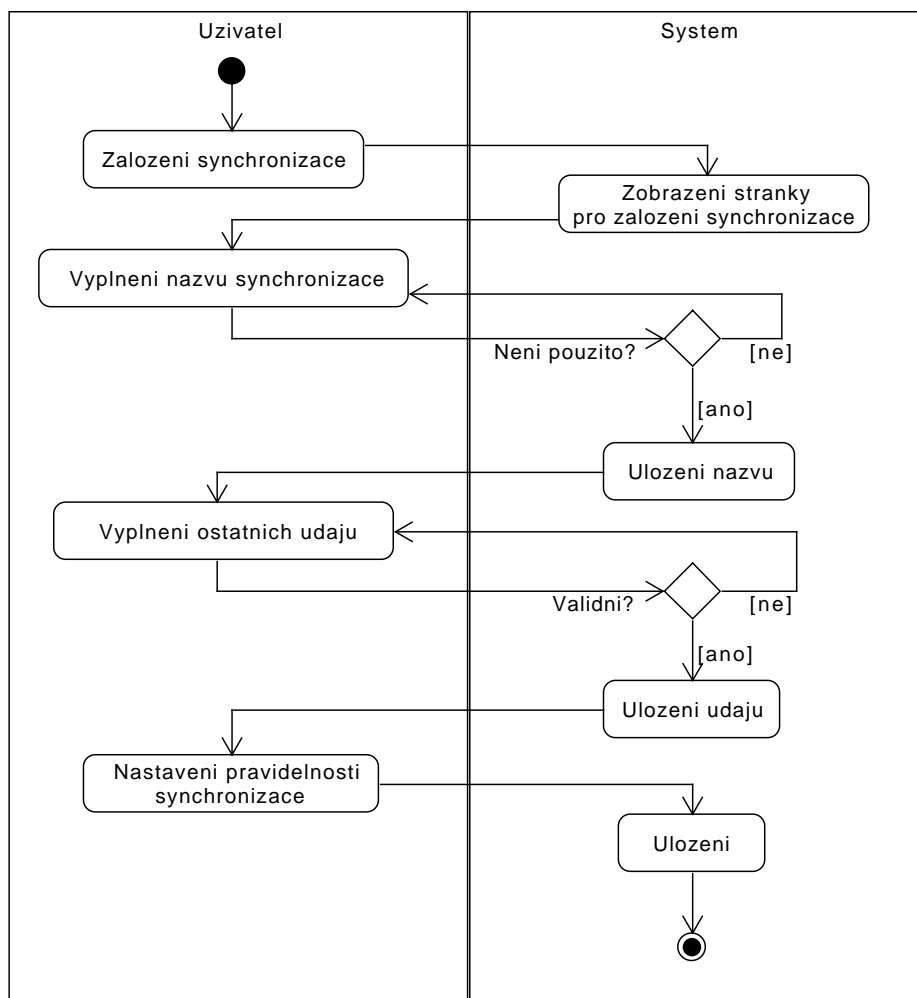 Uzivatel
System
Zalozeni synchronizace
Zobrazeni stranky
pro zalozeni synchronizace
Vyplneni nazvu synchronizace
Neni pouzito?
[ne]
[ano]
Ulozeni nazvu
Vyplneni ostatnich udaju
Validni?
[ne]
[ano]
Ulozeni udaju
Nastaveni pravidelnosti
synchronizace
Ulozeni